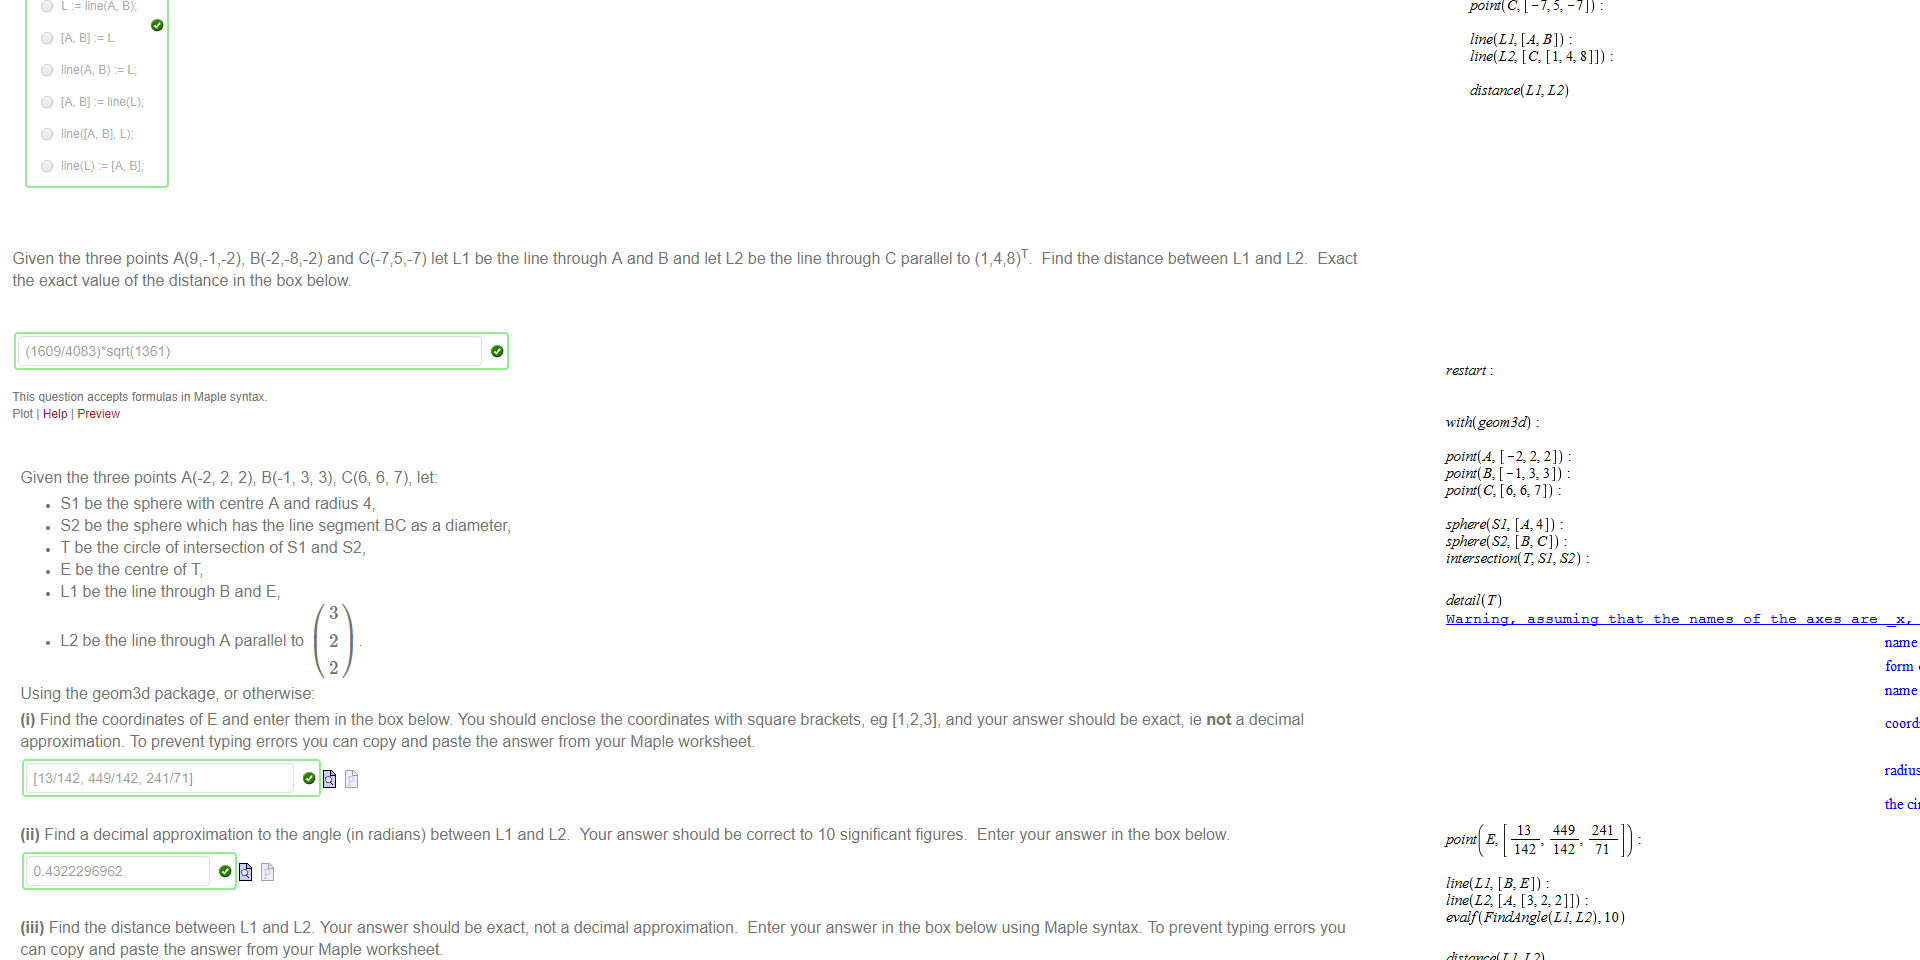 L := line(A, B);
[A, B] := L
line(A, B) := L;
[A, B] := line(L);
line([A, B], L);
line(L) := [A, B];
Given the three points A(9,-1,-2), B(-2,-8,-2) and C(-7,5,-7) let L1 be the line through A and B and let L2 be the line through C parallel to (1,4,8)ᵀ.  Find the distance between L1 and L2.  Exact
the exact value of the distance in the box below.
(1609/4083)*sqrt(1361)
This question accepts formulas in Maple syntax.
Plot | Help | Preview
Given the three points A(-2, 2, 2), B(-1, 3, 3), C(6, 6, 7), let:
• S1 be the sphere with centre A and radius 4,
• S2 be the sphere which has the line segment BC as a diameter,
• T be the circle of intersection of S1 and S2,
• E be the centre of T,
• L1 be the line through B and E,
• L2 be the line through A parallel to (3 2 2).
Using the geom3d package, or otherwise:
(i) Find the coordinates of E and enter them in the box below. You should enclose the coordinates with square brackets, eg [1,2,3], and your answer should be exact, ie not a decimal
approximation. To prevent typing errors you can copy and paste the answer from your Maple worksheet.
[13/142, 449/142, 241/71]
(ii) Find a decimal approximation to the angle (in radians) between L1 and L2.  Your answer should be correct to 10 significant figures.  Enter your answer in the box below.
0.4322296962
(iii) Find the distance between L1 and L2. Your answer should be exact, not a decimal approximation.  Enter your answer in the box below using Maple syntax. To prevent typing errors you
can copy and paste the answer from your Maple worksheet.
point(C, [-7, 5, -7]) :
line(L1, [A, B]) :
line(L2, [C, [1, 4, 8]]) :
distance(L1, L2)
restart :
with(geom3d) :
point(A, [-2, 2, 2]) :
point(B, [-1, 3, 3]) :
point(C, [6, 6, 7]) :
sphere(S1, [A, 4]) :
sphere(S2, [B, C]) :
intersection(T, S1, S2) :
detail(T)
Warning, assuming that the names of the axes are _x,
name
form
name
coord
radius
the ci
point(E, [13/142, 449/142, 241/71]) :
line(L1, [B, E]) :
line(L2, [A, [3, 2, 2]]) :
evalf(FindAngle(L1, L2), 10)
distance(L1, L2)